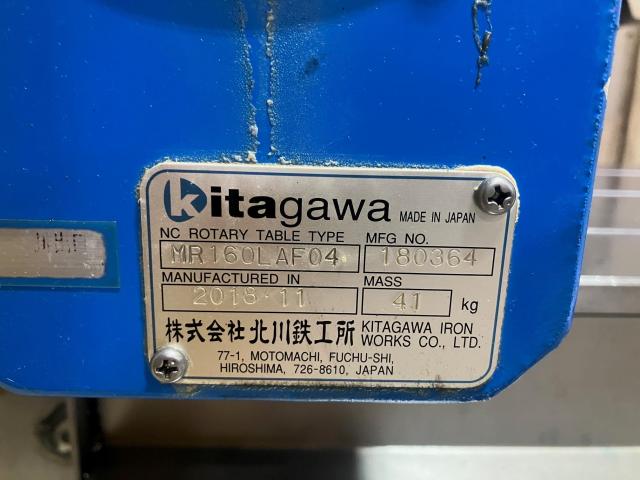 kitagawa MADE IN JAPAN
NC ROTARY TABLE TYPE MFG NO.
MR160LAF04 180364
MANUFACTURED IN MASS
2018·11 41 kg
株式会社 北川鉄工所 KITAGAWA IRON
WORKS CO., LTD.
77-1, MOTOMACHI, FUCHU-SHI,
HIROSHIMA, 726-8610, JAPAN